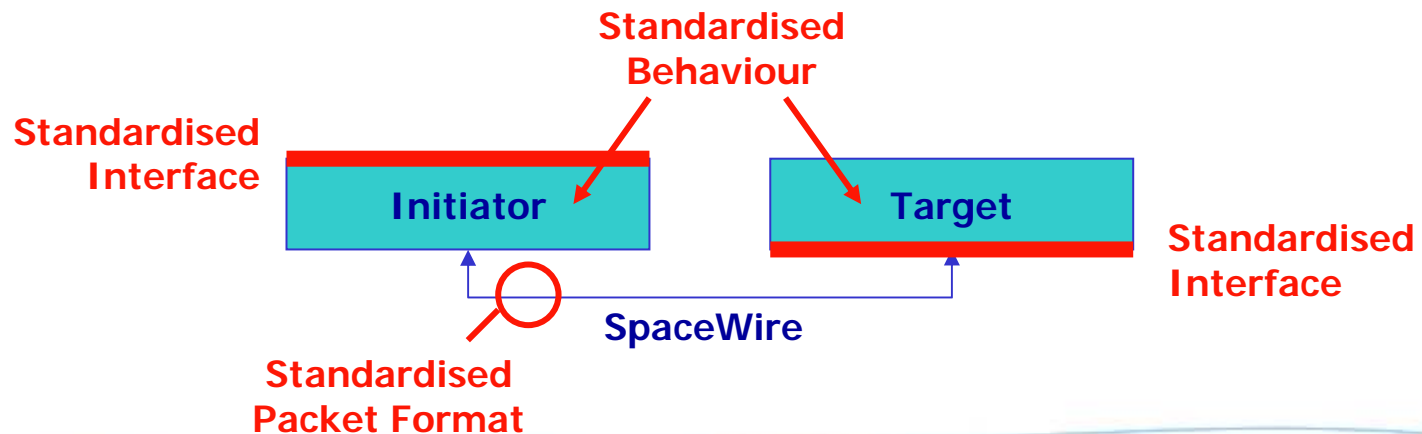 Standardised
Behaviour
Standardised
Interface
Initiator
Target
Standardised
Interface
SpaceWire
Standardised
Packet Format